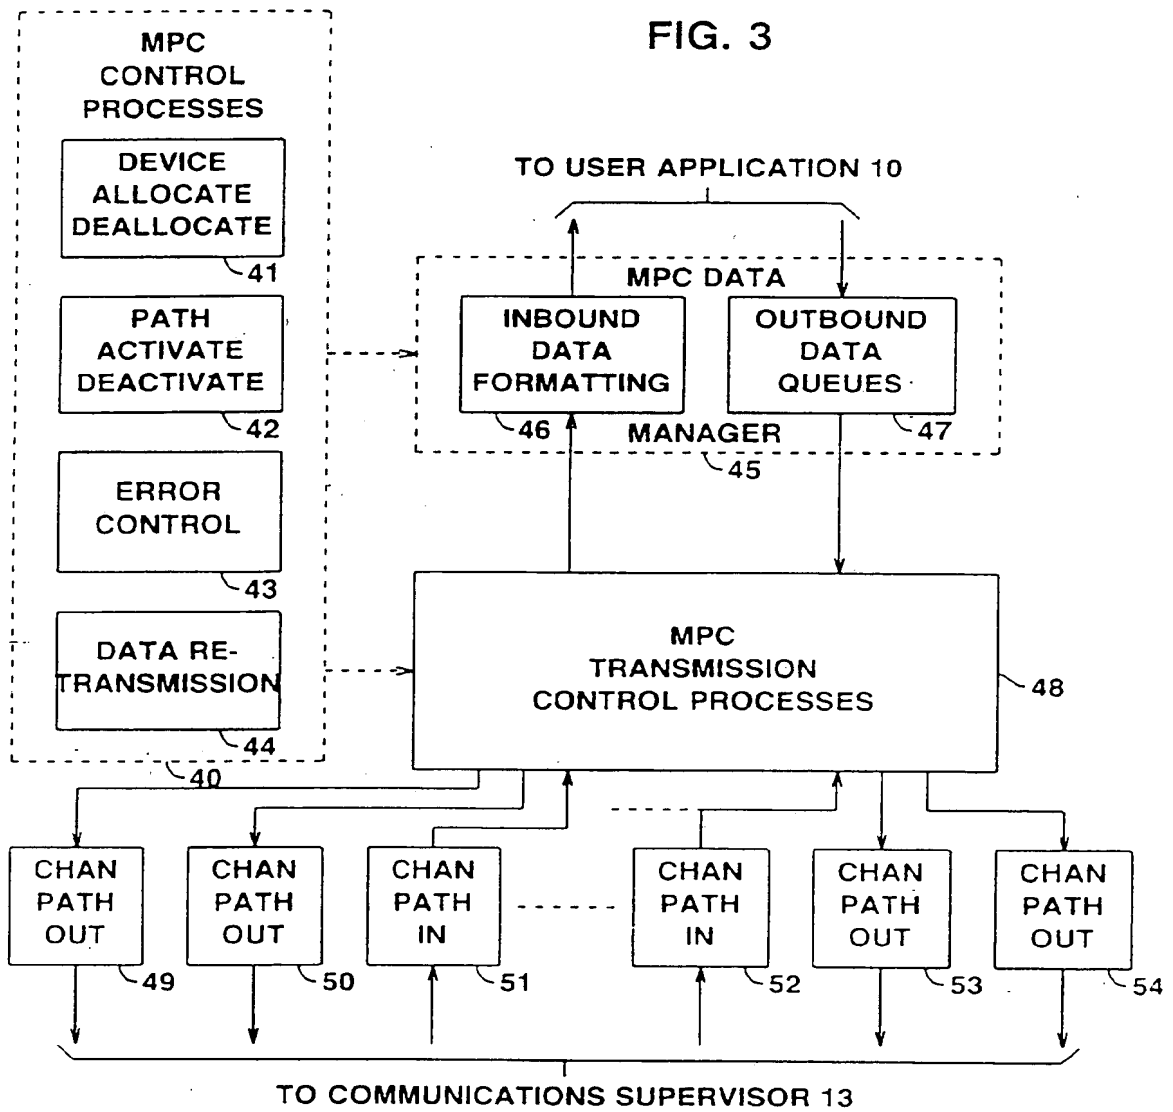 FIG. 3
MPC
CONTROL
PROCESSES
DEVICE
ALLOCATE
DEALLOCATE
41
PATH
ACTIVATE
DEACTIVATE
42
ERROR
CONTROL
43
DATA RE-
TRANSMISSION
44
40
TO USER APPLICATION 10
MPC DATA
INBOUND
DATA
FORMATTING
46
OUTBOUND
DATA
QUEUES
47
MANAGER
45
MPC
TRANSMISSION
CONTROL PROCESSES
48
CHAN
PATH
OUT
49
CHAN
PATH
OUT
50
CHAN
PATH
IN
51
CHAN
PATH
IN
52
CHAN
PATH
OUT
53
CHAN
PATH
OUT
54
TO COMMUNICATIONS SUPERVISOR 13